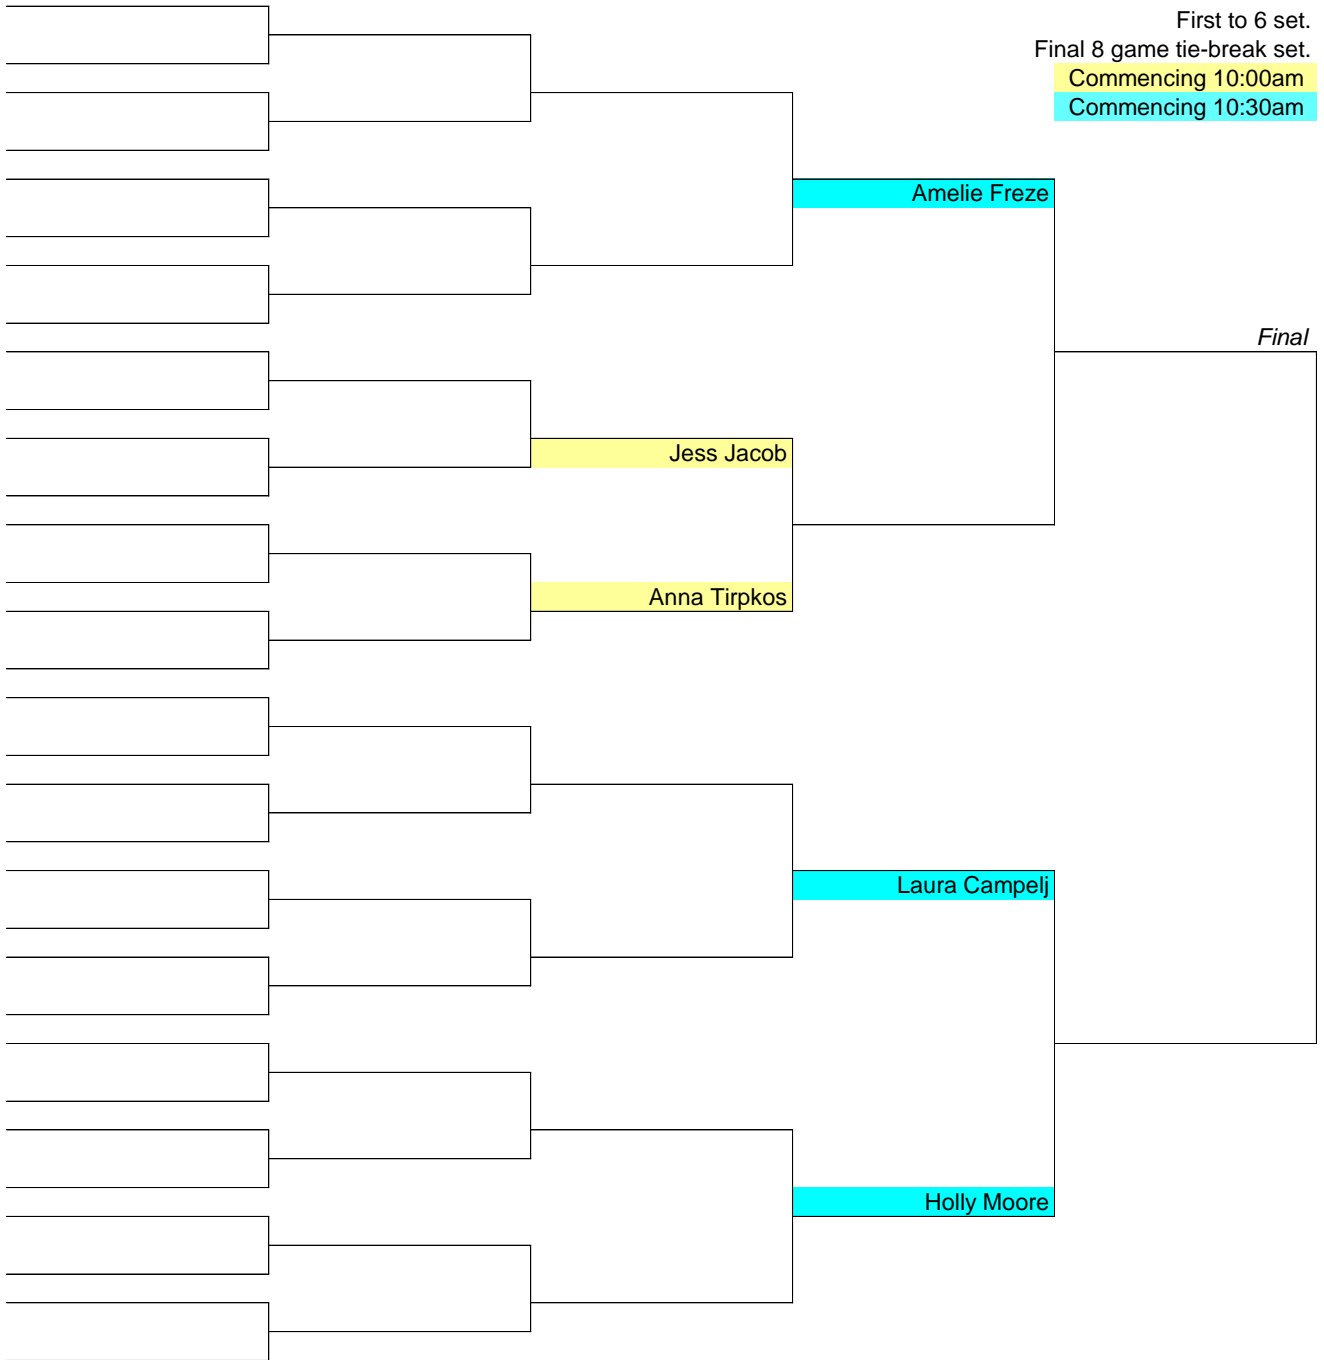 First to 6 set.
Final 8 game tie-break set.
Commencing 10:00am
Commencing 10:30am
Amelie Freze
Final
Jess Jacob
Anna Tirpkos
Laura Campelj
Holly Moore